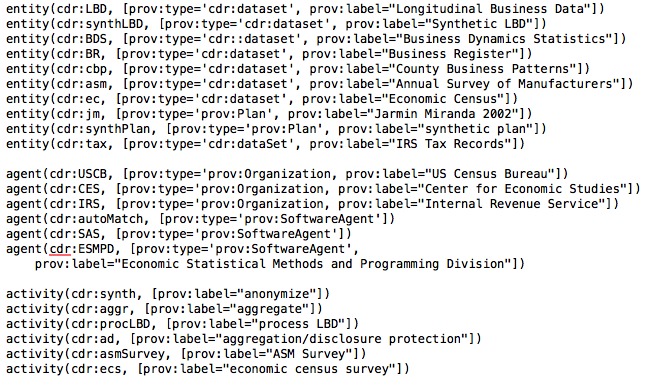 entity(cdr:LBD, [prov:type='cdr:dataset', prov:label="Longitudinal Business Data"])
entity(cdr:synthLBD, [prov:type='cdr:dataset', prov:label="Synthetic LBD"])
entity(cdr:BDS, [prov:type='cdr::dataset', prov:label="Business Dynamics Statistics"])
entity(cdr:BR, [prov:type='cdr:dataset', prov:label="Business Register"])
entity(cdr:cbp, [prov:type='cdr:dataset', prov:label="County Business Patterns"])
entity(cdr:asm, [prov:type='cdr:dataset', prov:label="Annual Survey of Manufacturers"])
entity(cdr:ec, [prov:type='cdr:dataset', prov:label="Economic Census"])
entity(cdr:jm, [prov:type='prov:Plan', prov:label="Jarmin Miranda 2002"])
entity(cdr:synthPlan, [prov:type='prov:Plan', prov:label="synthetic plan"])
entity(cdr:tax, [prov:type='cdr:dataSet', prov:label="IRS Tax Records"])
agent(cdr:USCB, [prov:type='prov:Organization, prov:label="US Census Bureau"])
agent(cdr:CES, [prov:type='prov:Organization, prov:label="Center for Economic Studies"])
agent(cdr:IRS, [prov:type='prov:Organization, prov:label="Internal Revenue Service"])
agent(cdr:autoMatch, [prov:type='prov:SoftwareAgent'])
agent(cdr:SAS, [prov:type='prov:SoftwareAgent'])
agent(cdr:ESMPD, [prov:type='prov:SoftwareAgent',
prov:label="Economic Statistical Methods and Programming Division"])
activity(cdr:synth, [prov:label="anonymize"])
activity(cdr:aggr, [prov:label="aggregate"])
activity(cdr:procLBD, [prov:label="process LBD"])
activity(cdr:ad, [prov:label="aggregation/disclosure protection"])
activity(cdr:asmSurvey, [prov:label="ASM Survey"])
activity(cdr:ecs, [prov:label="economic census survey"])